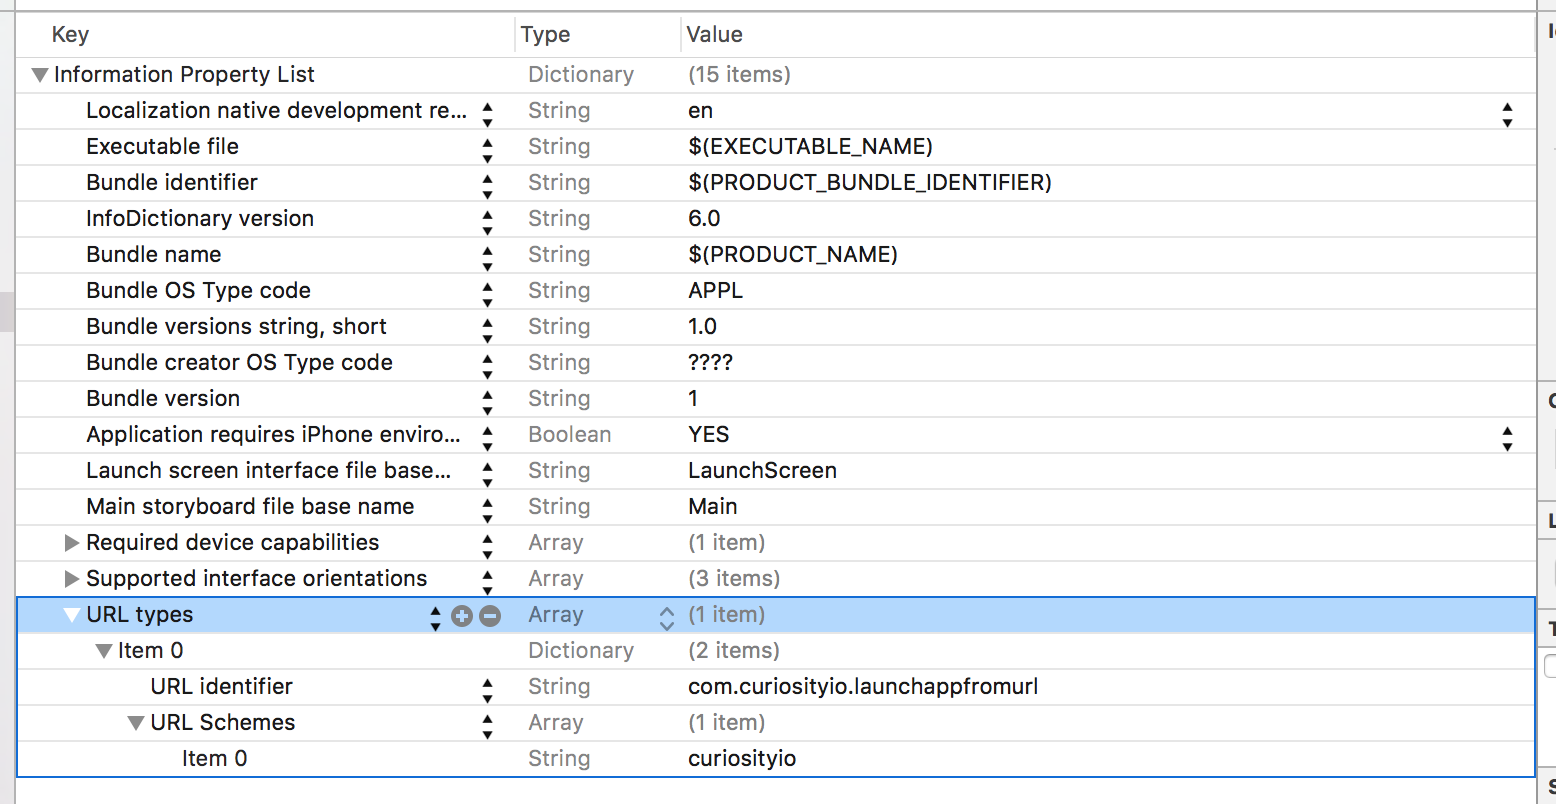 Key Type Value
Information Property List Dictionary (15 items)
Localization native development re... String en
Executable file String $(EXECUTABLE_NAME)
Bundle identifier String $(PRODUCT_BUNDLE_IDENTIFIER)
InfoDictionary version String 6.0
Bundle name String $(PRODUCT_NAME)
Bundle OS Type code String APPL
Bundle versions string, short String 1.0
Bundle creator OS Type code String ????
Bundle version String 1
Application requires iPhone enviro... Boolean YES
Launch screen interface file base... String LaunchScreen
Main storyboard file base name String Main
Required device capabilities Array (1 item)
Supported interface orientations Array (3 items)
URL types Array (1 item)
Item 0 Dictionary (2 items)
URL identifier String com.curiosityio.launchappfromurl
URL Schemes Array (1 item)
Item 0 String curiosityio